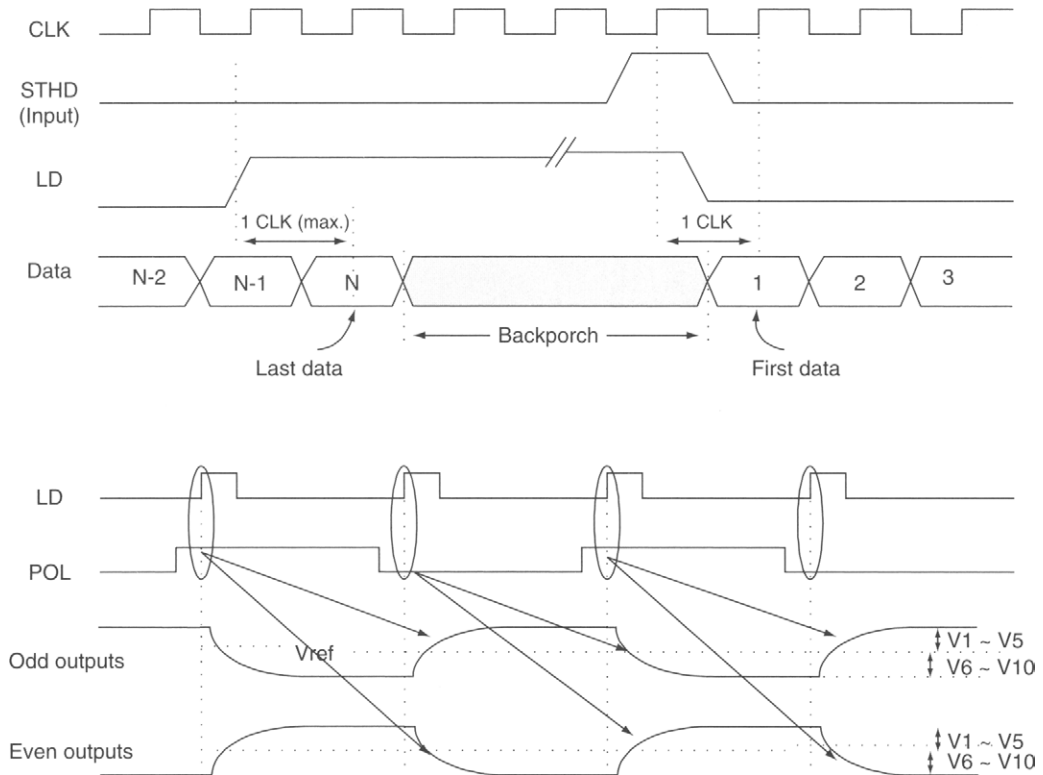 CLK
STHD
(Input)
LD
1 CLK (max.)
1 CLK
Data
N-2
N-1
N
1
2
3
Backporch
Last data
First data
LD
POL
Odd outputs
Vref
V1 ~ V5
V6 ~ V10
Even outputs
V1 ~ V5
V6 ~ V10